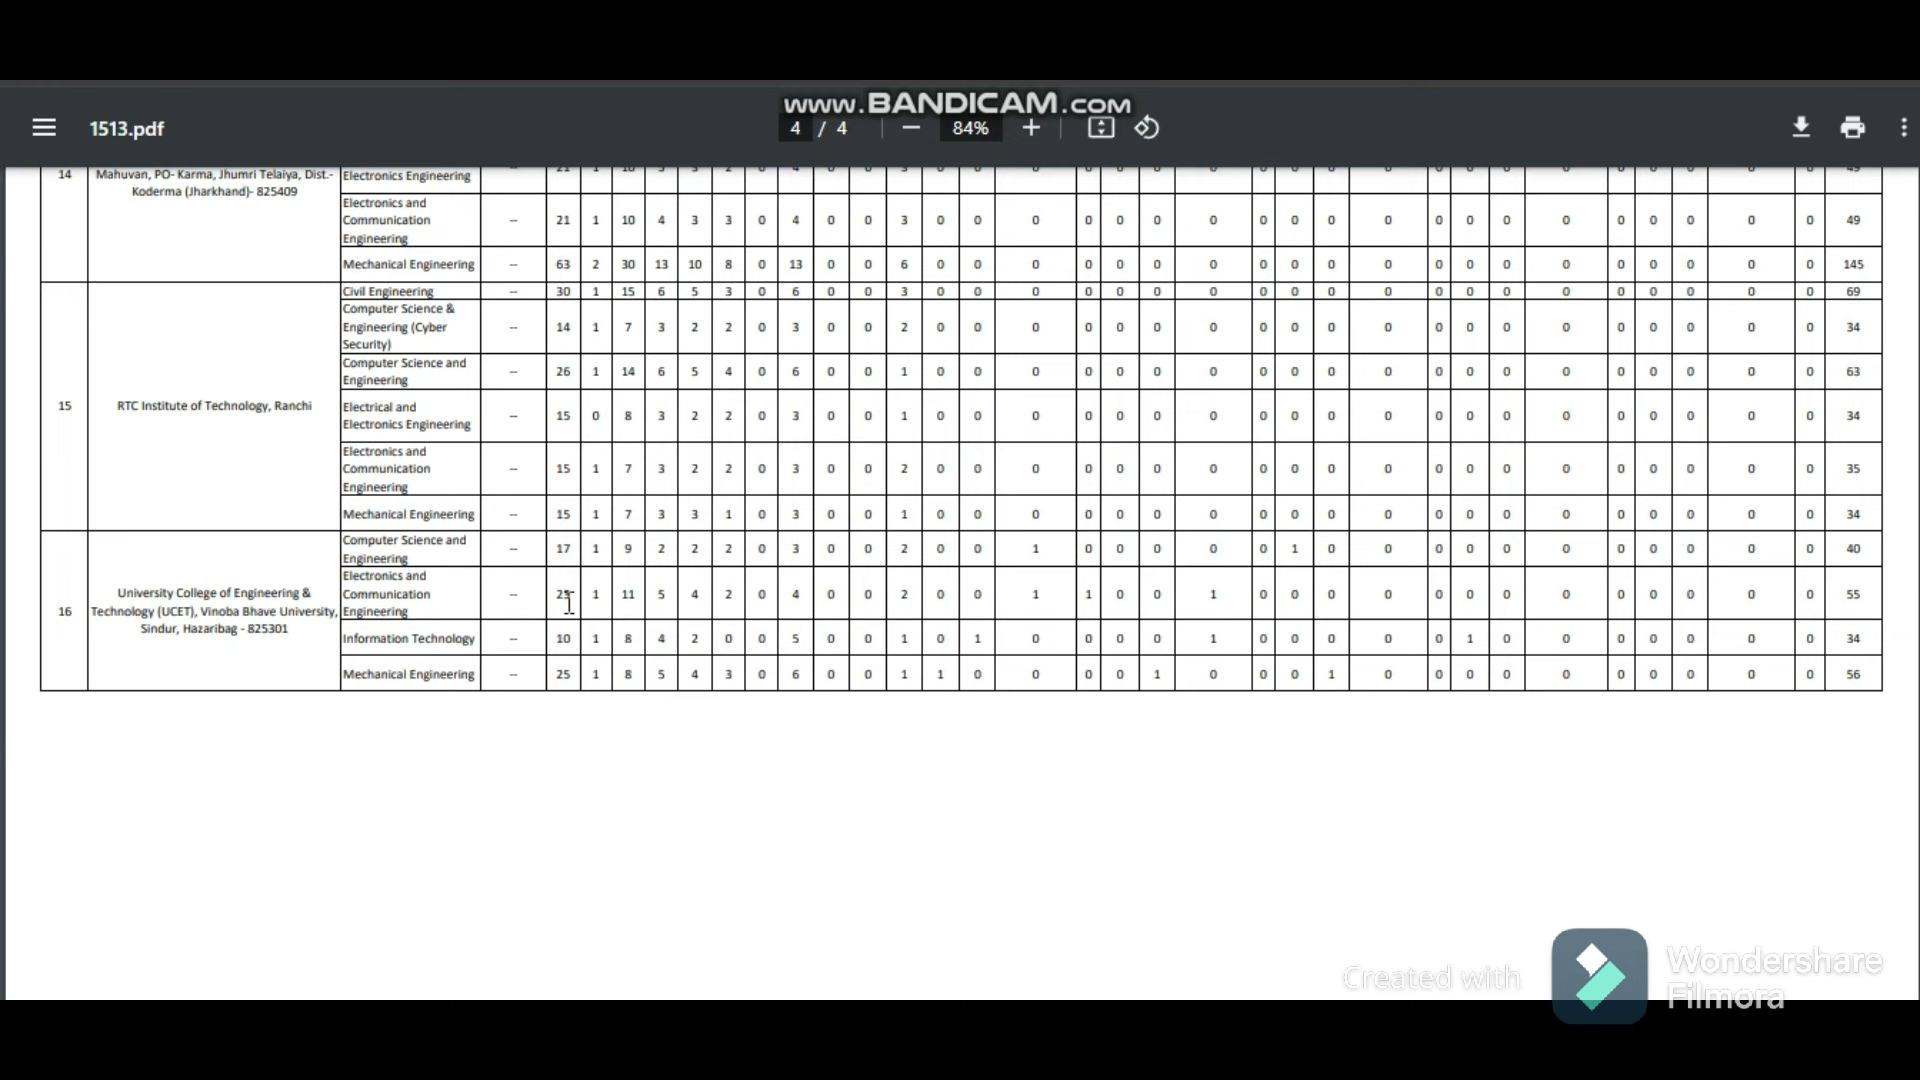 www.BANDICAM.com
1513.pdf
4 / 4
84%
14
Mahuvan, PO- Karma, Jhumri Telaiya, Dist.-
Koderma (Jharkhand)- 825409
Electronics Engineering
Electronics and
Communication
Engineering
-- 21 1 10 4 3 3 0 4 0 0 3 0 0 0 0 0 0 0 0 0 0 0 0 0 0 0 0 0 0 0 0 49
Mechanical Engineering -- 63 2 30 13 10 8 0 13 0 0 6 0 0 0 0 0 0 0 0 0 0 0 0 0 0 0 0 0 0 0 0 145
15
RTC Institute of Technology, Ranchi
Civil Engineering -- 30 1 15 6 5 3 0 6 0 0 3 0 0 0 0 0 0 0 0 0 0 0 0 0 0 0 0 0 0 0 0 69
Computer Science &
Engineering (Cyber
Security)
-- 14 1 7 3 2 2 0 3 0 0 2 0 0 0 0 0 0 0 0 0 0 0 0 0 0 0 0 0 0 0 0 34
Computer Science and
Engineering
-- 26 1 14 6 5 4 0 6 0 0 1 0 0 0 0 0 0 0 0 0 0 0 0 0 0 0 0 0 0 0 0 63
Electrical and
Electronics Engineering
-- 15 0 8 3 2 2 0 3 0 0 1 0 0 0 0 0 0 0 0 0 0 0 0 0 0 0 0 0 0 0 0 34
Electronics and
Communication
Engineering
-- 15 1 7 3 2 2 0 3 0 0 2 0 0 0 0 0 0 0 0 0 0 0 0 0 0 0 0 0 0 0 0 35
Mechanical Engineering -- 15 1 7 3 3 1 0 3 0 0 1 0 0 0 0 0 0 0 0 0 0 0 0 0 0 0 0 0 0 0 0 34
16
University College of Engineering &
Technology (UCET), Vinoba Bhave University,
Sindur, Hazaribag - 825301
Computer Science and
Engineering
-- 17 1 9 2 2 2 0 3 0 0 2 0 0 1 0 0 0 0 0 1 0 0 0 0 0 0 0 0 0 0 0 40
Electronics and
Communication
Engineering
-- 23 1 11 5 4 2 0 4 0 0 2 0 0 1 1 0 0 1 0 0 0 0 0 0 0 0 0 0 0 0 0 55
Information Technology -- 10 1 8 4 2 0 0 5 0 0 1 0 1 0 0 0 0 1 0 0 0 0 0 1 0 0 0 0 0 0 0 34
Mechanical Engineering -- 25 1 8 5 4 3 0 6 0 0 1 1 0 0 0 0 1 0 0 0 1 0 0 0 0 0 0 0 0 0 0 56
Created with
Wondershare
Filmora